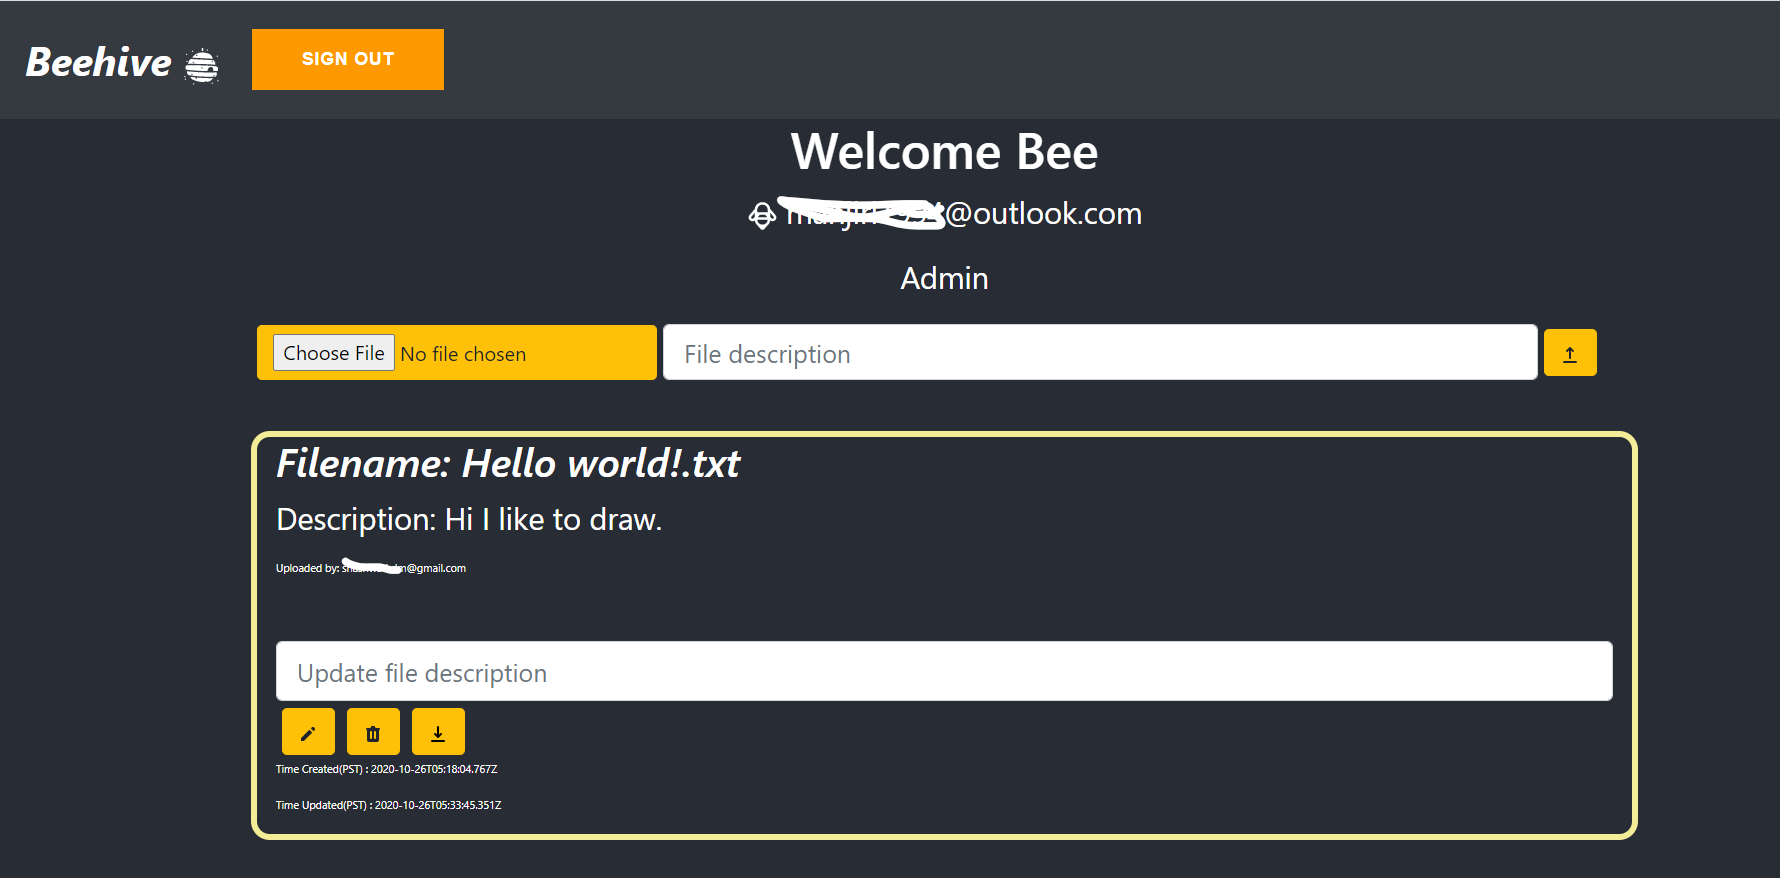 Beehive
SIGN OUT
Welcome Bee
@outlook.com
Admin
Choose File No file chosen
File description
Filename: Hello world!.txt
Description: Hi I like to draw.
Uploaded by: @gmail.com
Update file description
Time Created(PST) : 2020-10-26T05:18:04.767Z
Time Updated(PST) : 2020-10-26T05:33:45.351Z